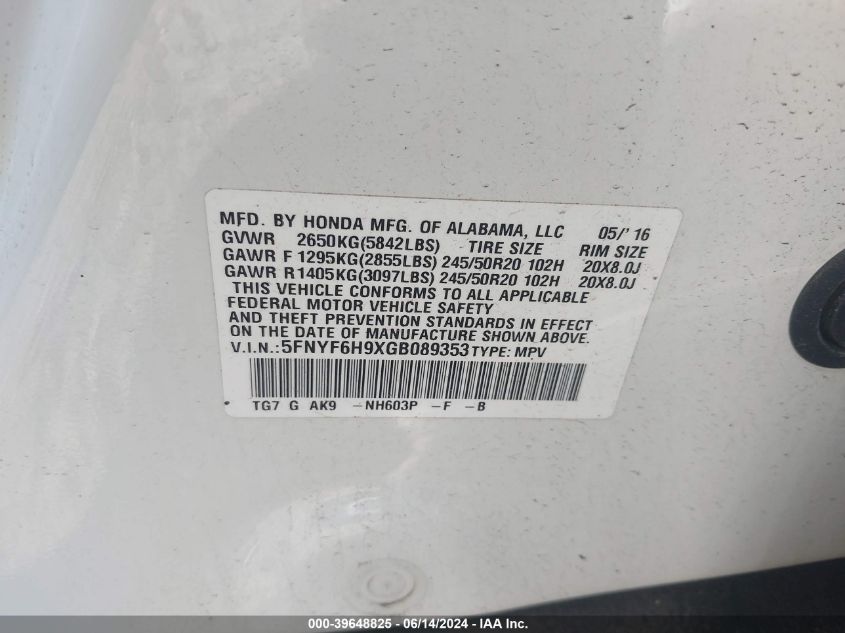 MFD. BY HONDA MFG. OF ALABAMA, LLC 05/'16
GVWR 2650KG(5842LBS) TIRE SIZE RIM SIZE
GAWR F 1295KG(2855LBS) 245/50R20 102H 20X8.0J
GAWR R1405KG(3097LBS) 245/50R20 102H 20X8.0J
THIS VEHICLE CONFORMS TO ALL APPLICABLE
FEDERAL MOTOR VEHICLE SAFETY
AND THEFT PREVENTION STANDARDS IN EFFECT
ON THE DATE OF MANUFACTURE SHOWN ABOVE.
V.I.N.:5FNYF6H9XGB089353 TYPE: MPV
TG7 G AK9 -NH603P -F -B
000-39648825 - 06/14/2024 - IAA Inc.